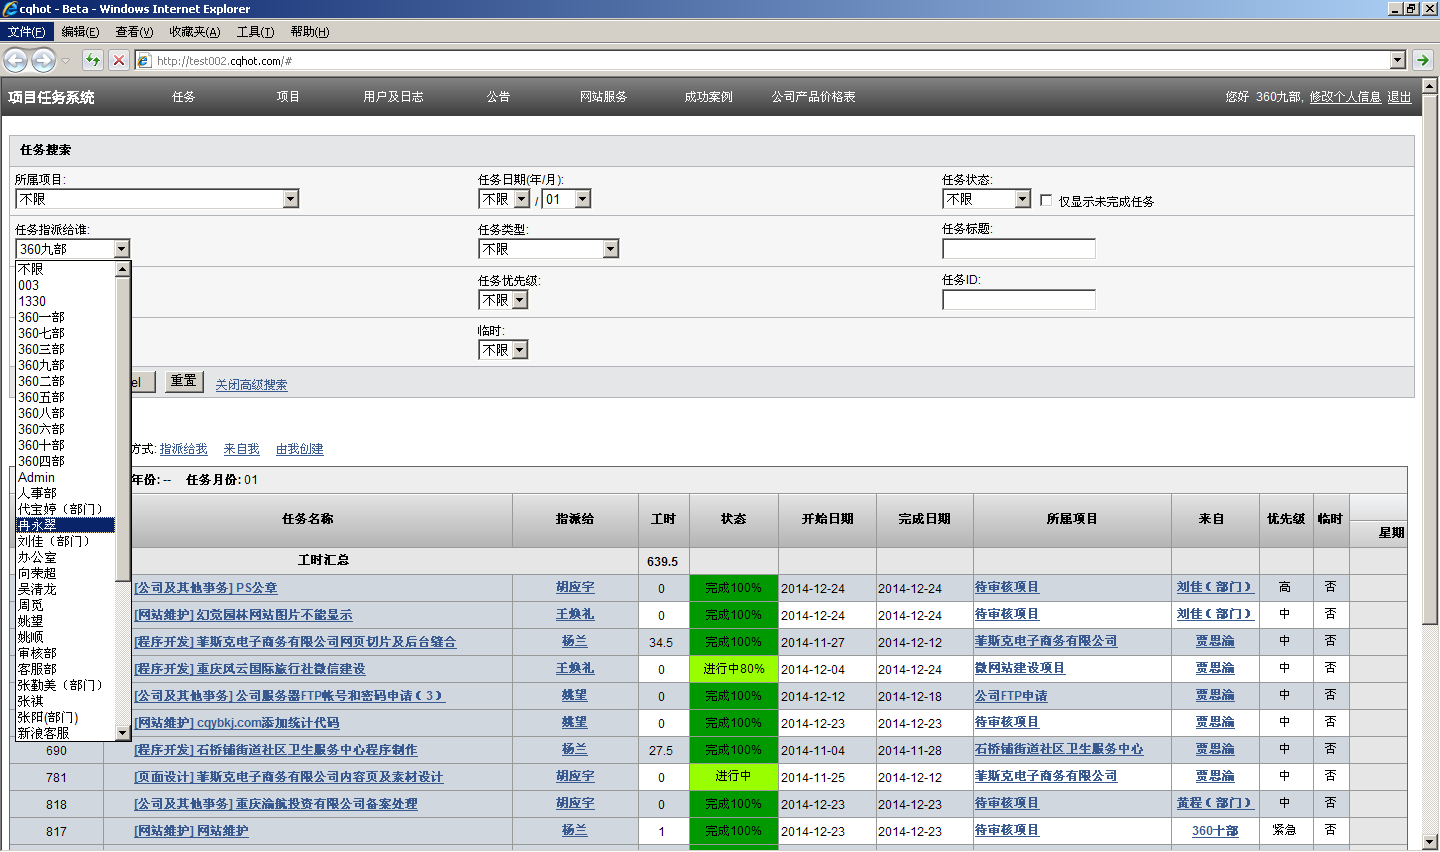 cqhot - Beta - Windows Internet Explorer
文件(F) 编辑(E) 查看(V) 收藏夹(A) 工具(T) 帮助(H)
http://test002.cqhot.com/#
项目任务系统 任务 项目 用户及日志 公告 网站服务 成功案例 公司产品价格表 您好 360九部, 修改个人信息 退出
任务搜索
所属项目: 任务日期(年/月): 任务状态:
不限 不限 / 01 不限 仅显示未完成任务
任务指派给谁: 任务类型: 任务标题:
360九部 不限
不限
003
1330
360一部
360七部
360三部
360九部
360二部
360五部
360八部
360六部
360十部
360四部
Admin
人事部
代宝婷（部门）
冉永翠
刘佳（部门）
办公室
向荣超
吴清龙
周觅
姚望
姚顺
审核部
客服部
张勤美（部门）
张祺
张阳(部门)
新浪客服
任务优先级: 任务ID:
不限
临时:
不限
el 重置 关闭高级搜索
方式: 指派给我 来自我 由我创建
年份: -- 任务月份: 01
任务名称 指派给 工时 状态 开始日期 完成日期 所属项目 来自 优先级 临时 星期
工时汇总 639.5
[公司及其他事务] PS公章 胡应宇 0 完成100% 2014-12-24 2014-12-24 待审核项目 刘佳（部门） 高 否
[网站维护] 幻觉园林网站图片不能显示 王焕礼 0 完成100% 2014-12-24 2014-12-24 待审核项目 刘佳（部门） 中 否
[程序开发] 菲斯克电子商务有限公司网页切片及后台缝合 杨兰 34.5 完成100% 2014-11-27 2014-12-12 菲斯克电子商务有限公司 贾思渝 中 否
[程序开发] 重庆风云国际旅行社微信建设 王焕礼 0 进行中80% 2014-12-04 2014-12-24 微网站建设项目 贾思渝 中 否
[公司及其他事务] 公司服务器FTP帐号和密码申请（3） 姚望 0 完成100% 2014-12-12 2014-12-18 公司FTP申请 贾思渝 中 否
[网站维护] cqybkj.com添加统计代码 姚望 0 完成100% 2014-12-23 2014-12-23 待审核项目 贾思渝 中 否
690 [程序开发] 石桥铺街道社区卫生服务中心程序制作 杨兰 27.5 完成100% 2014-11-04 2014-11-28 石桥铺街道社区卫生服务中心 贾思渝 中 否
781 [页面设计] 菲斯克电子商务有限公司内容页及素材设计 胡应宇 0 进行中 2014-11-25 2014-12-12 菲斯克电子商务有限公司 贾思渝 中 否
818 [公司及其他事务] 重庆渝航投资有限公司备案处理 胡应宇 0 完成100% 2014-12-23 2014-12-23 待审核项目 黄程（部门） 中 否
817 [网站维护] 网站维护 杨兰 1 完成100% 2014-12-23 2014-12-23 待审核项目 360十部 紧急 否